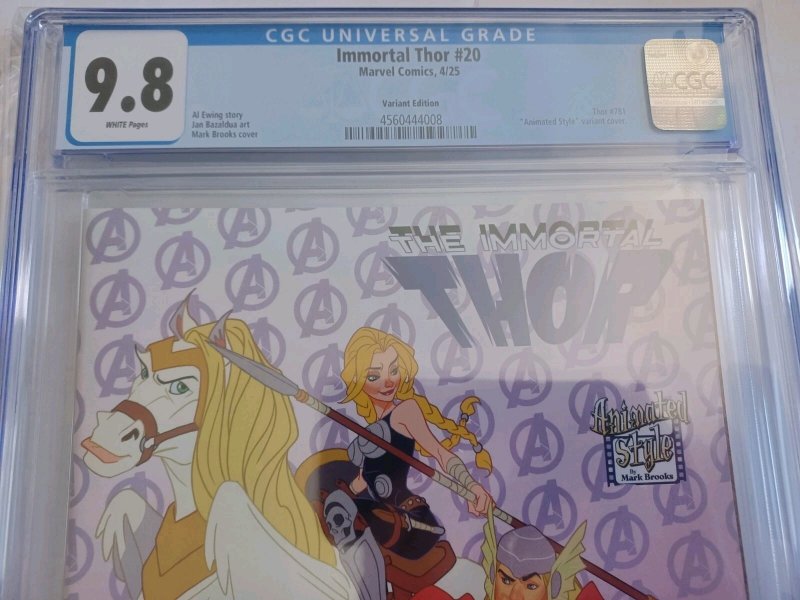 CGC UNIVERSAL GRADE
9.8
WHITE Pages
Immortal Thor #20
Marvel Comics, 4/25
Variant Edition
Al Ewing story
Jan Bazaldua art
Mark Brooks cover
4560444008
Thor #781
"Animated Style" variant cover.
CGC
THE IMMORTAL
THOR
Animated
Style
By
Mark Brooks